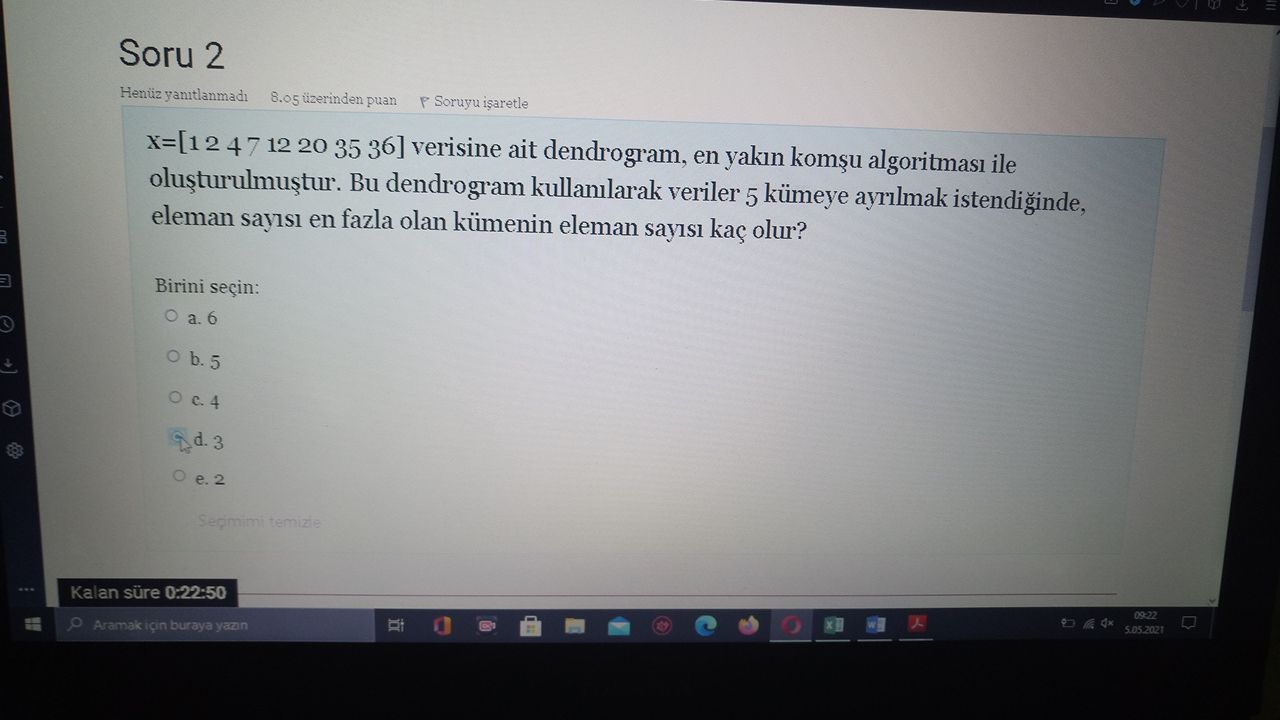 Soru 2
Henüz yanıtlanmadı 8.05 üzerinden puan Soruyu işaretle
x=[1 2 4 7 12 20 35 36] verisine ait dendrogram, en yakın komşu algoritması ile
oluşturulmuştur. Bu dendrogram kullanılarak veriler 5 kümeye ayrılmak istendiğinde,
eleman sayısı en fazla olan kümenin eleman sayısı kaç olur?
Birini seçin:
a. 6
b. 5
c. 4
d. 3
e. 2
Seçimimi temizle
Kalan süre 0:22:50
Aramak için buraya yazın
09:22
5.05.2021